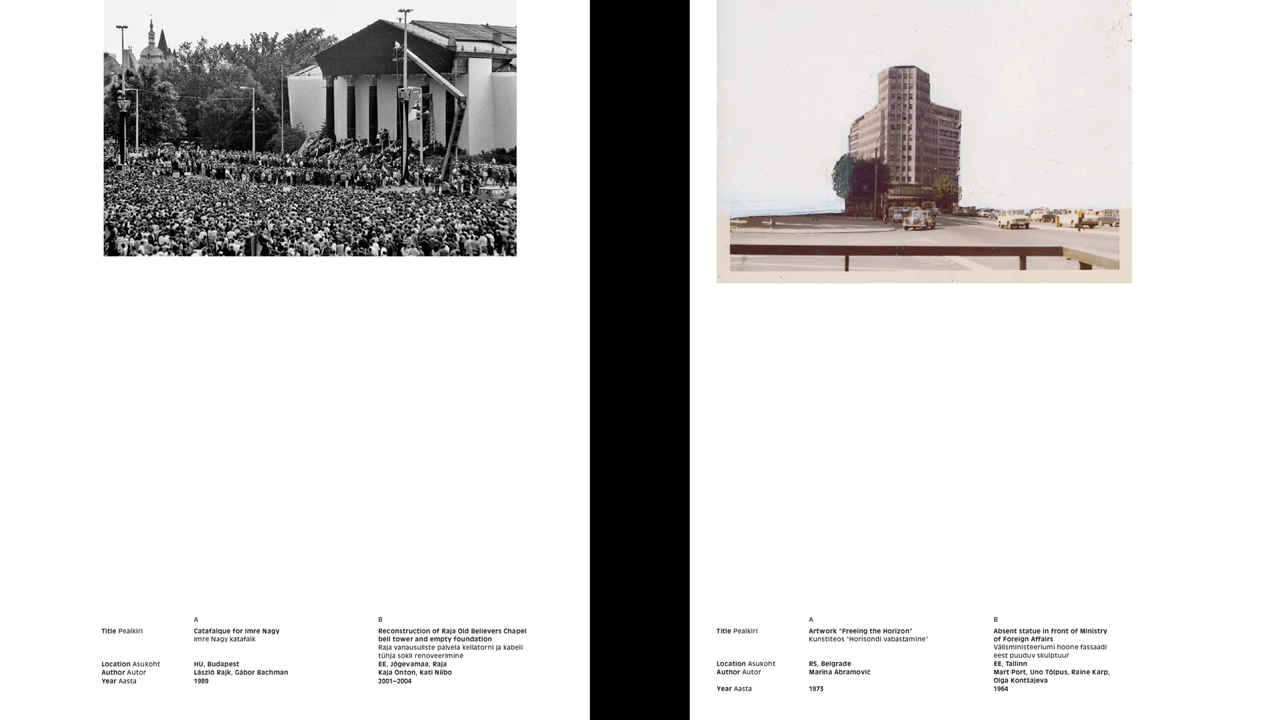 A
B
Title Pealkiri
Catafalque for Imre Nagy
Imre Nagy katafalk
Reconstruction of Raja Old Believers Chapel
bell tower and empty foundation
Raja vanausuliste palvela kellatorni ja kabeli
tühja sokli renoveerimine
Location Asukoht
HU, Budapest
EE, Jõgevamaa, Raja
Author Autor
László Rajk, Gábor Bachman
Kaja Onton, Kati Niibo
Year Aasta
1989
2001–2004
A
B
Title Pealkiri
Artwork "Freeing the Horizon"
Kunstiteos "Horisondi vabastamine"
Absent statue in front of Ministry
of Foreign Affairs
Välisministeeriumi hoone fassaadi
eest puuduv skulptuur
Location Asukoht
RS, Belgrade
EE, Tallinn
Author Autor
Marina Abramovič
Mart Port, Uno Tölpus, Raine Karp,
Olga Kontšajeva
Year Aasta
1973
1964